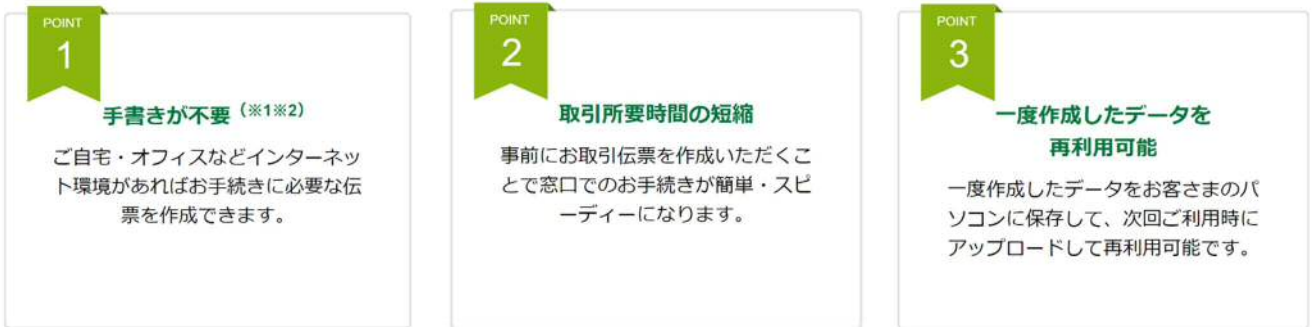 POINT
1
手書きが不要（※1※2）
ご自宅・オフィスなどインターネッ
ト環境があればお手続きに必要な伝
票を作成できます。
POINT
2
取引所要時間の短縮
事前にお取引伝票を作成いただくこ
とで窓口でのお手続きが簡単・スピ
ーディーになります。
POINT
3
一度作成したデータを
再利用可能
一度作成したデータをお客さまのパ
ソコンに保存して、次回ご利用時に
アップロードして再利用可能です。